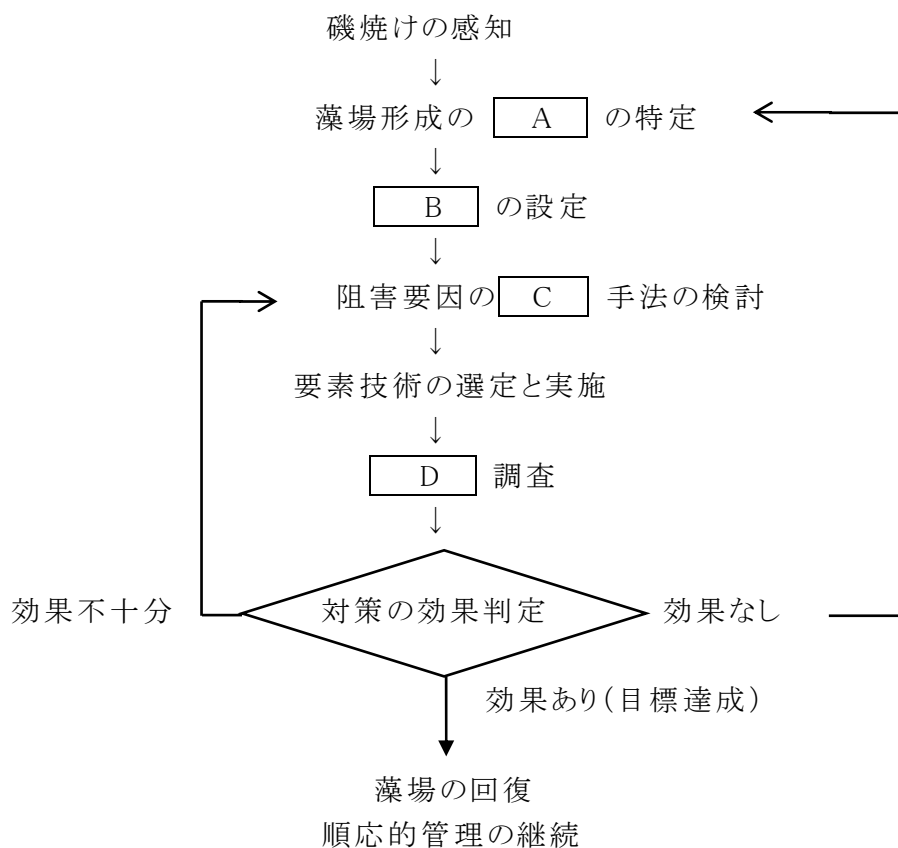 磯焼けの感知
↓
藻場形成の A の特定
↓
B の設定
↓
阻害要因の C 手法の検討
↓
要素技術の選定と実施
↓
D 調査
↓
効果不十分 対策の効果判定 効果なし
効果あり(目標達成)
藻場の回復
順応的管理の継続